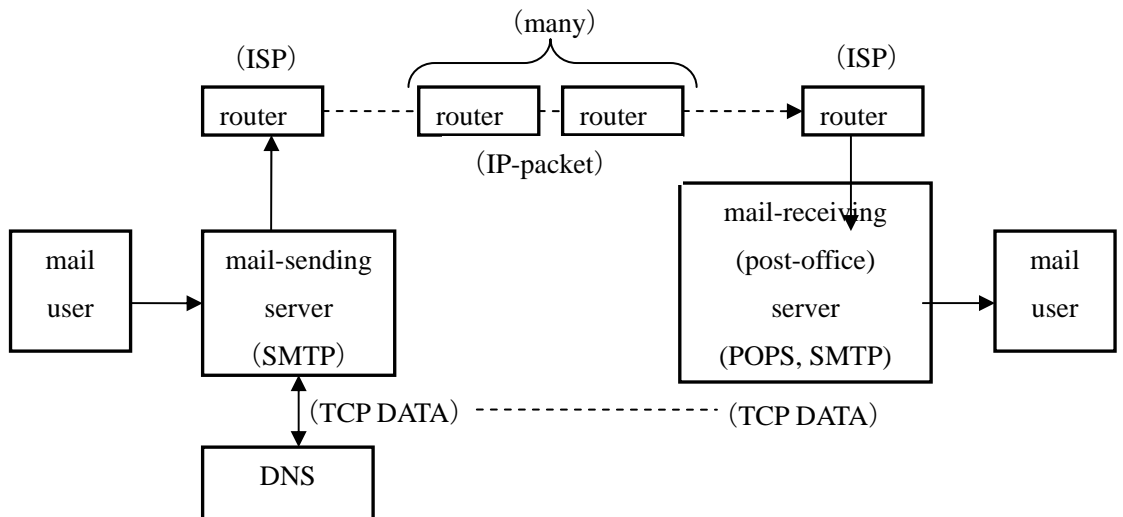 （many）
（ISP）
（ISP）
router
router
router
router
（IP-packet）
mail
user
mail-sending
server
（SMTP）
mail-receiving
(post-office)
server
(POPS, SMTP)
mail
user
（TCP DATA）
（TCP DATA）
DNS